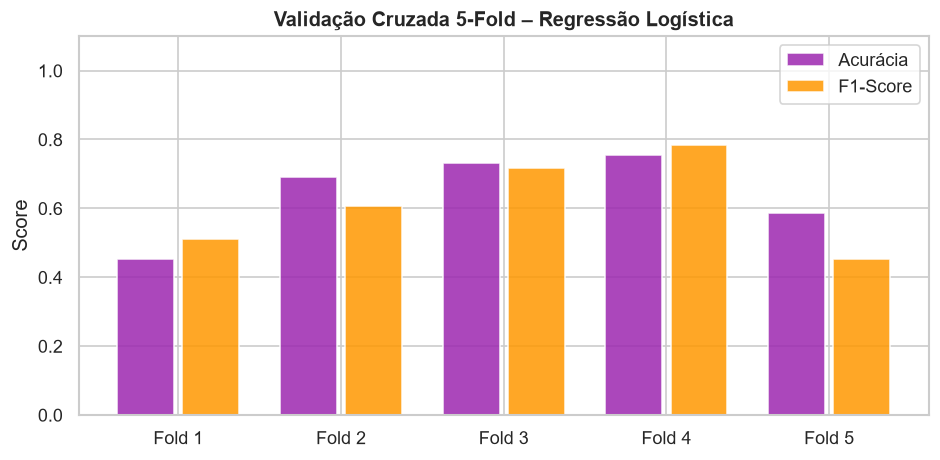 Validação Cruzada 5-Fold – Regressão Logística
Acurácia
F1-Score
Score
1.0
0.8
0.6
0.4
0.2
0.0
Fold 1
Fold 2
Fold 3
Fold 4
Fold 5